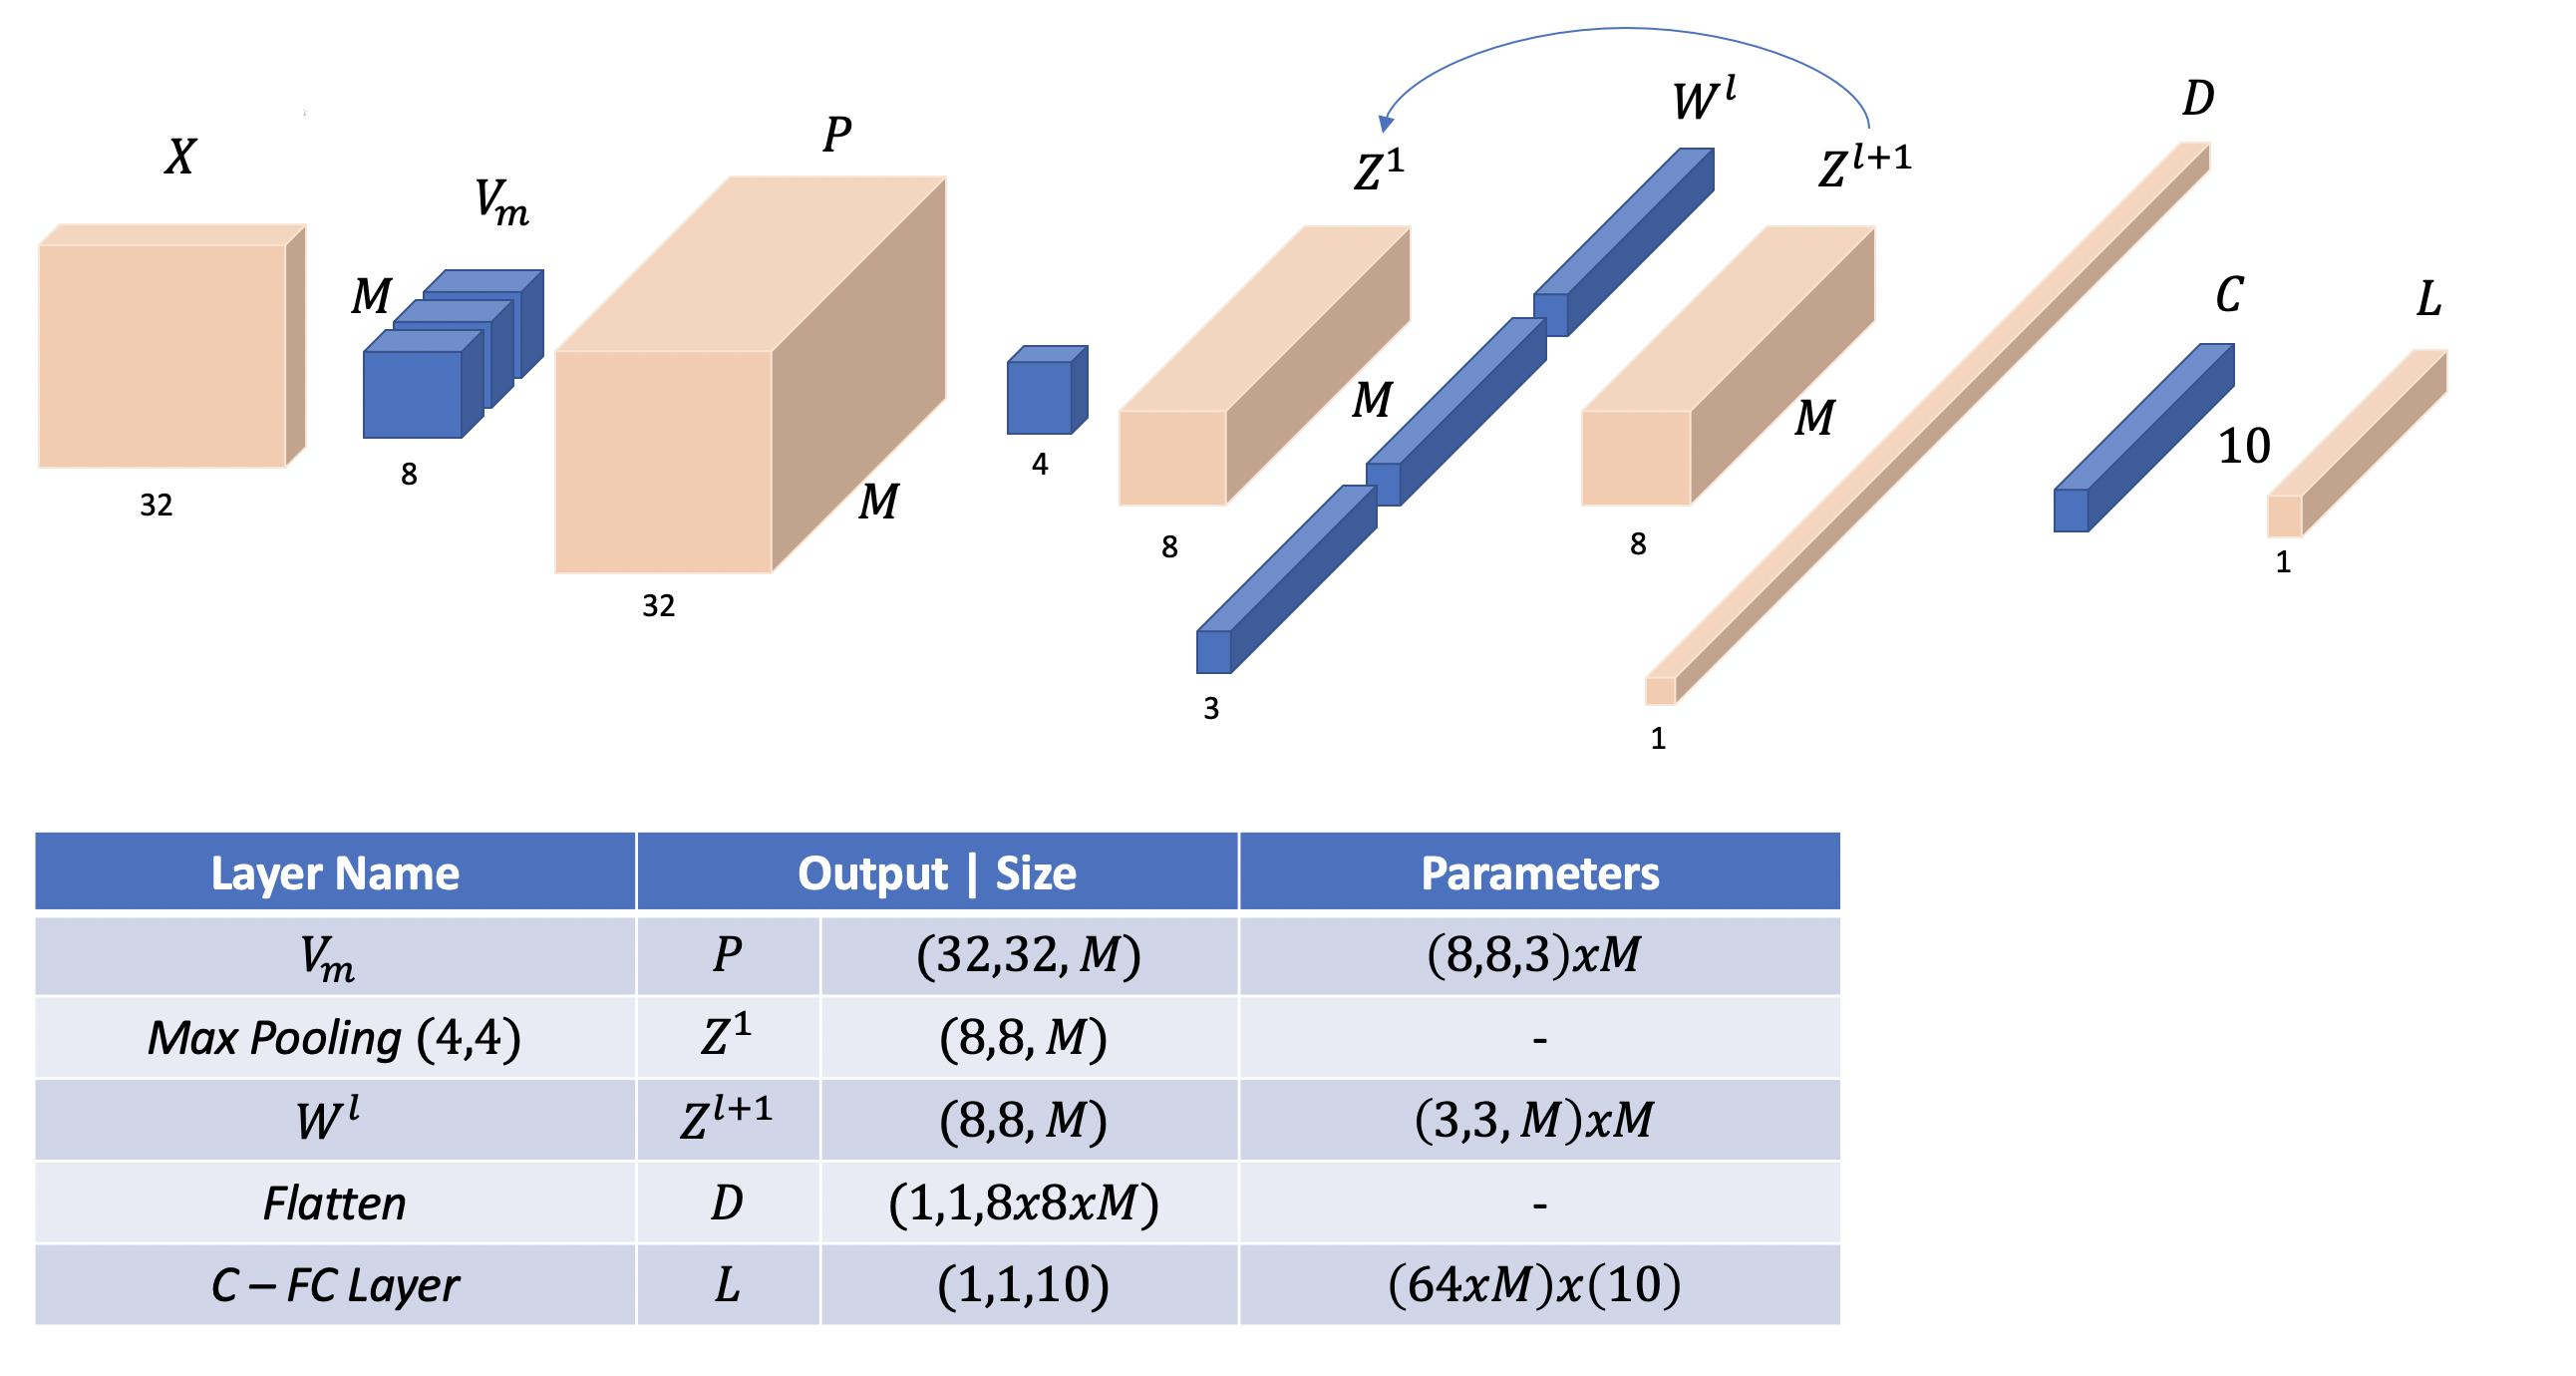 X
V_m
M
8
32
P
M
32
4
Z^1
8
M
W^l
3
Z^{l+1}
M
8
D
1
C
10
L
1
Layer Name Output | Size Parameters
V_m P (32,32, M) (8,8,3)xM
Max Pooling (4,4) Z^1 (8,8, M) -
W^l Z^{l+1} (8,8, M) (3,3, M)xM
Flatten D (1,1,8x8xM) -
C – FC Layer L (1,1,10) (64xM)x(10)